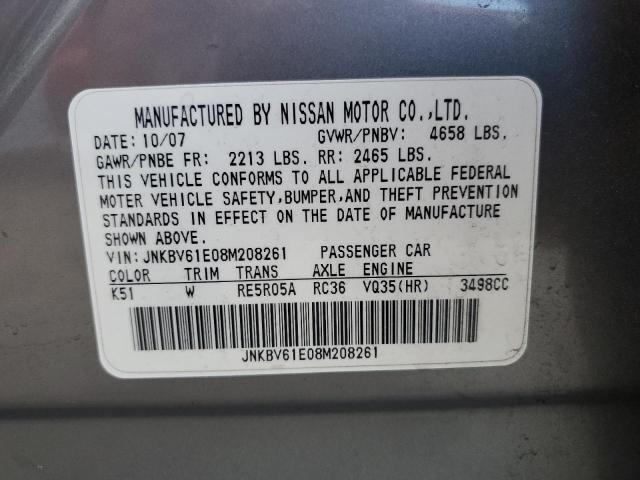 MANUFACTURED BY NISSAN MOTOR CO.,LTD.
DATE: 10/07 GVWR/PNBV: 4658 LBS.
GAWR/PNBE FR: 2213 LBS. RR: 2465 LBS.
THIS VEHICLE CONFORMS TO ALL APPLICABLE FEDERAL
MOTOR VEHICLE SAFETY,BUMPER,AND THEFT PREVENTION
STANDARDS IN EFFECT ON THE DATE OF MANUFACTURE
SHOWN ABOVE.
VIN: JNKBV61E08M208261 PASSENGER CAR
COLOR TRIM TRANS AXLE ENGINE
K51 W RE5R05A RC36 VQ35(HR) 3498CC
JNKBV61E08M208261